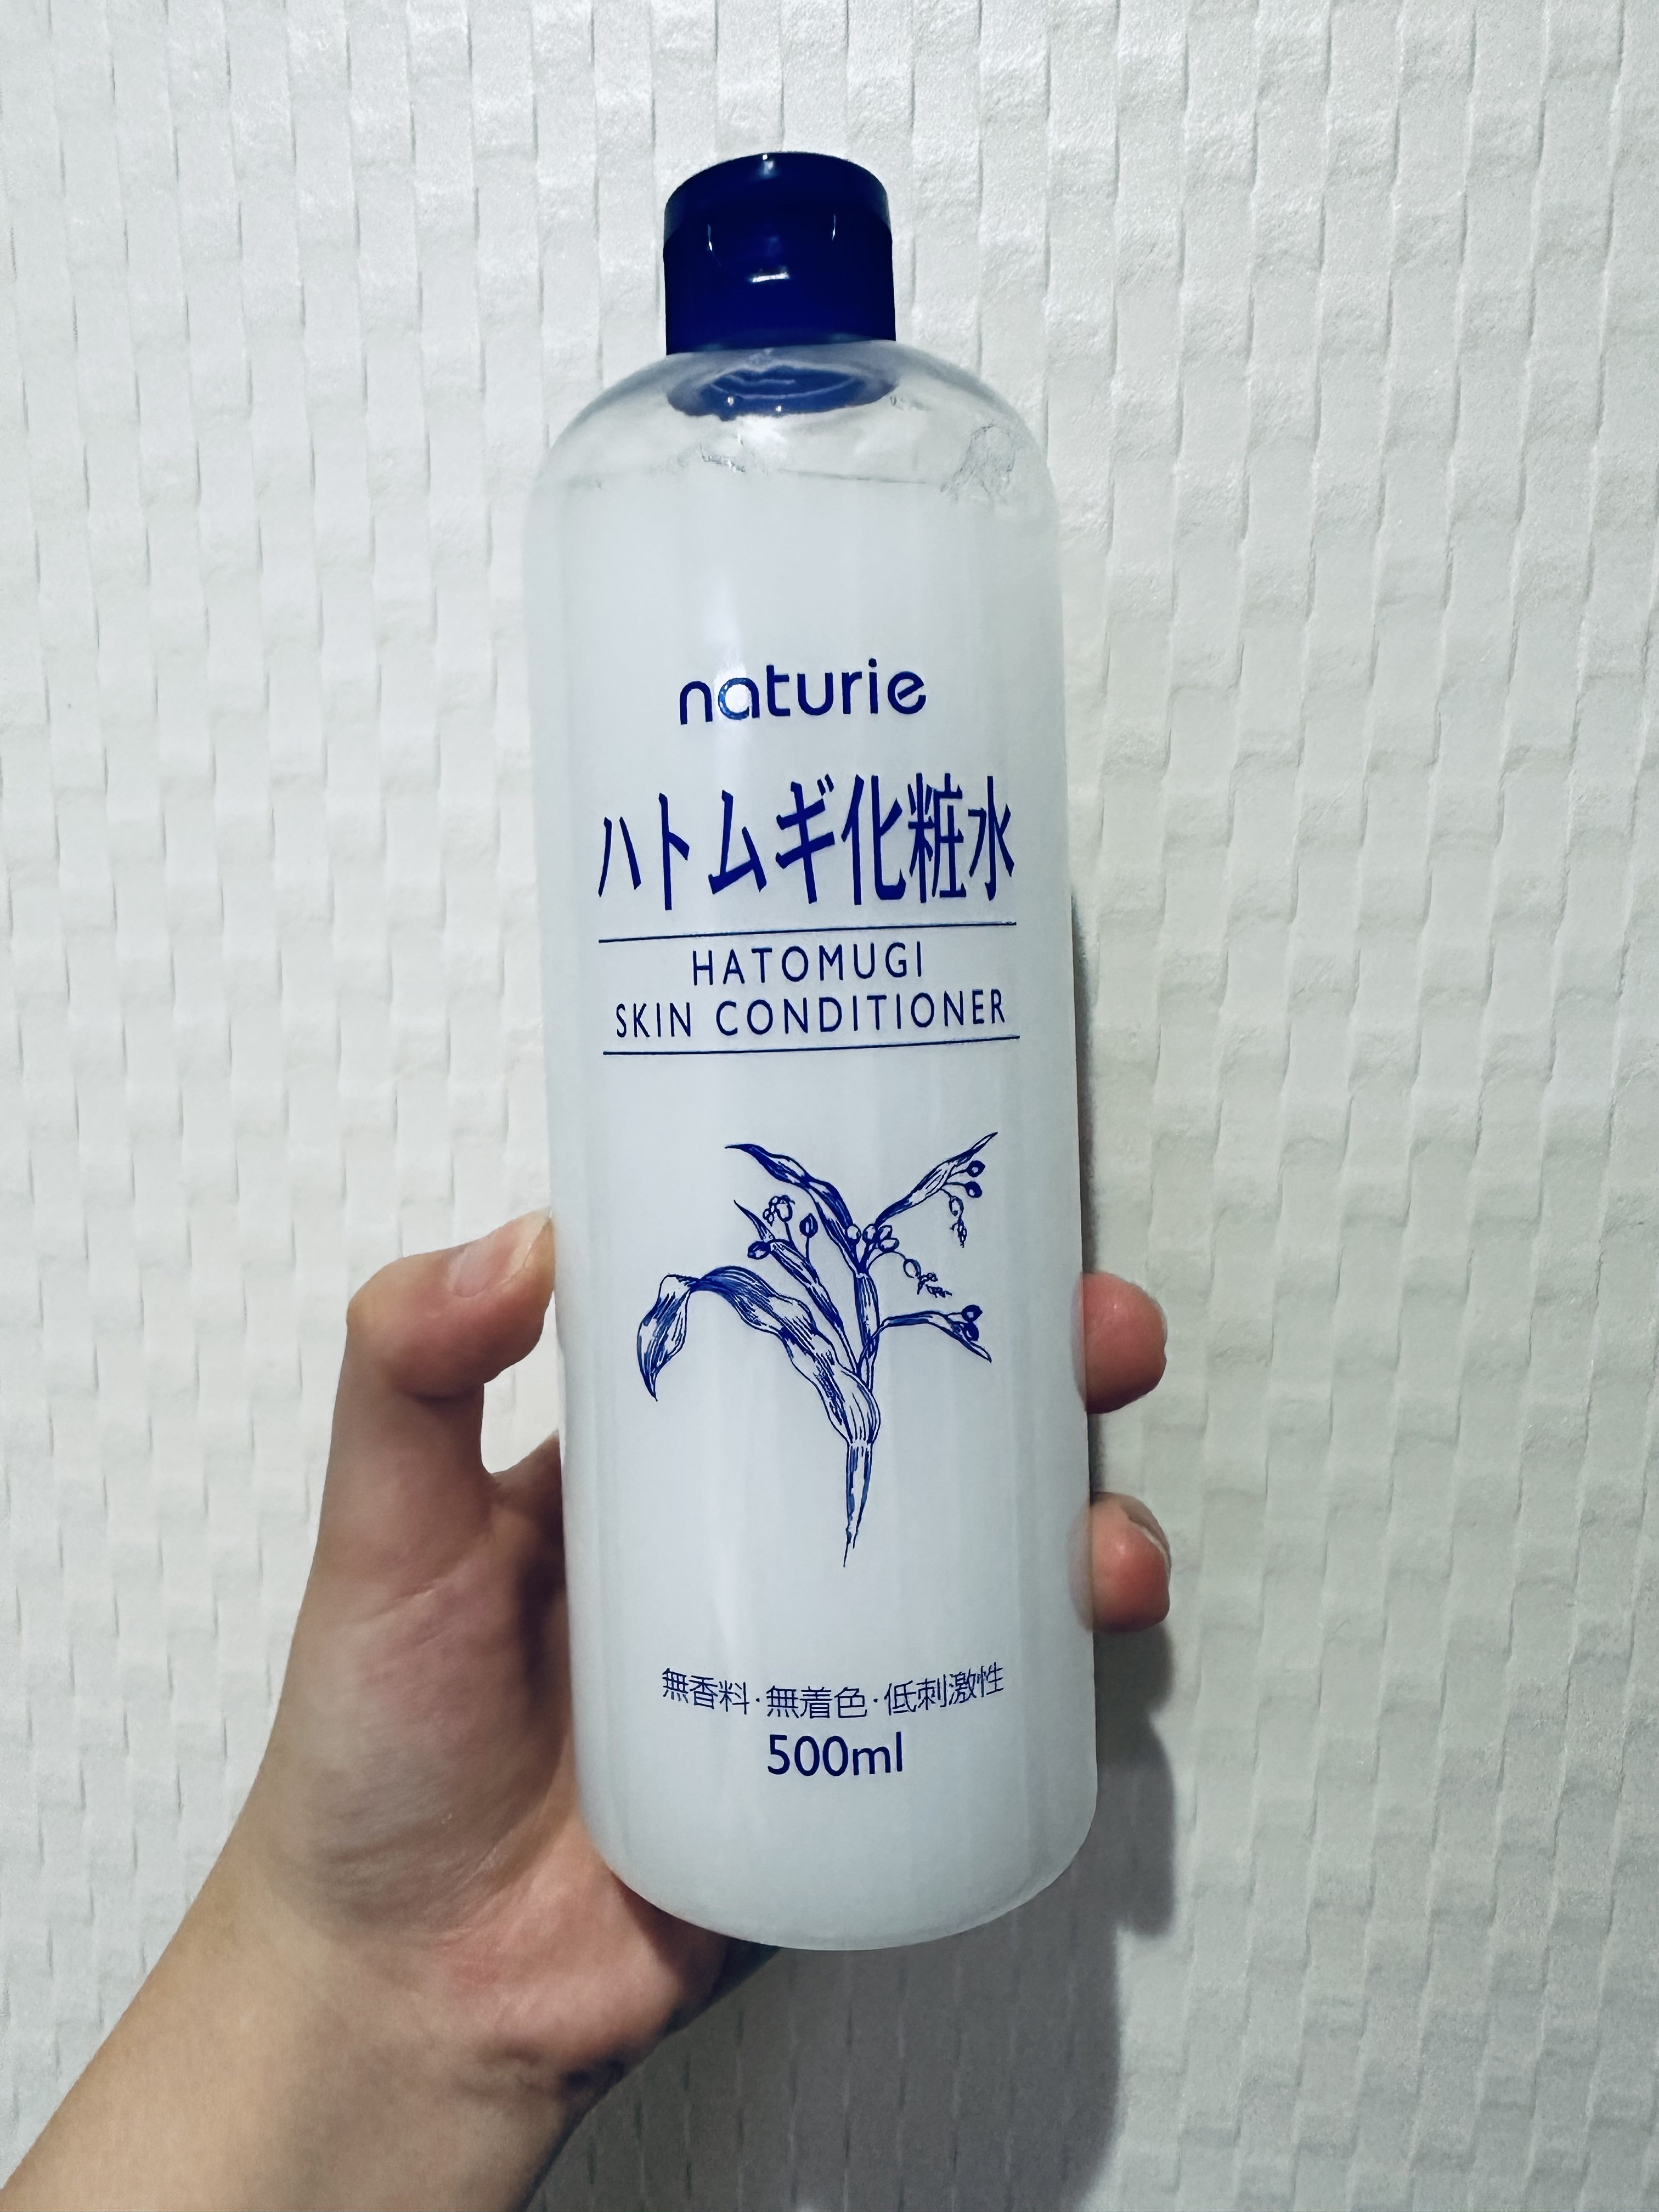 naturie
ハトムギ化粧水
HATOMUGI
SKIN CONDITIONER
無香料·無着色·低刺激性
500ml